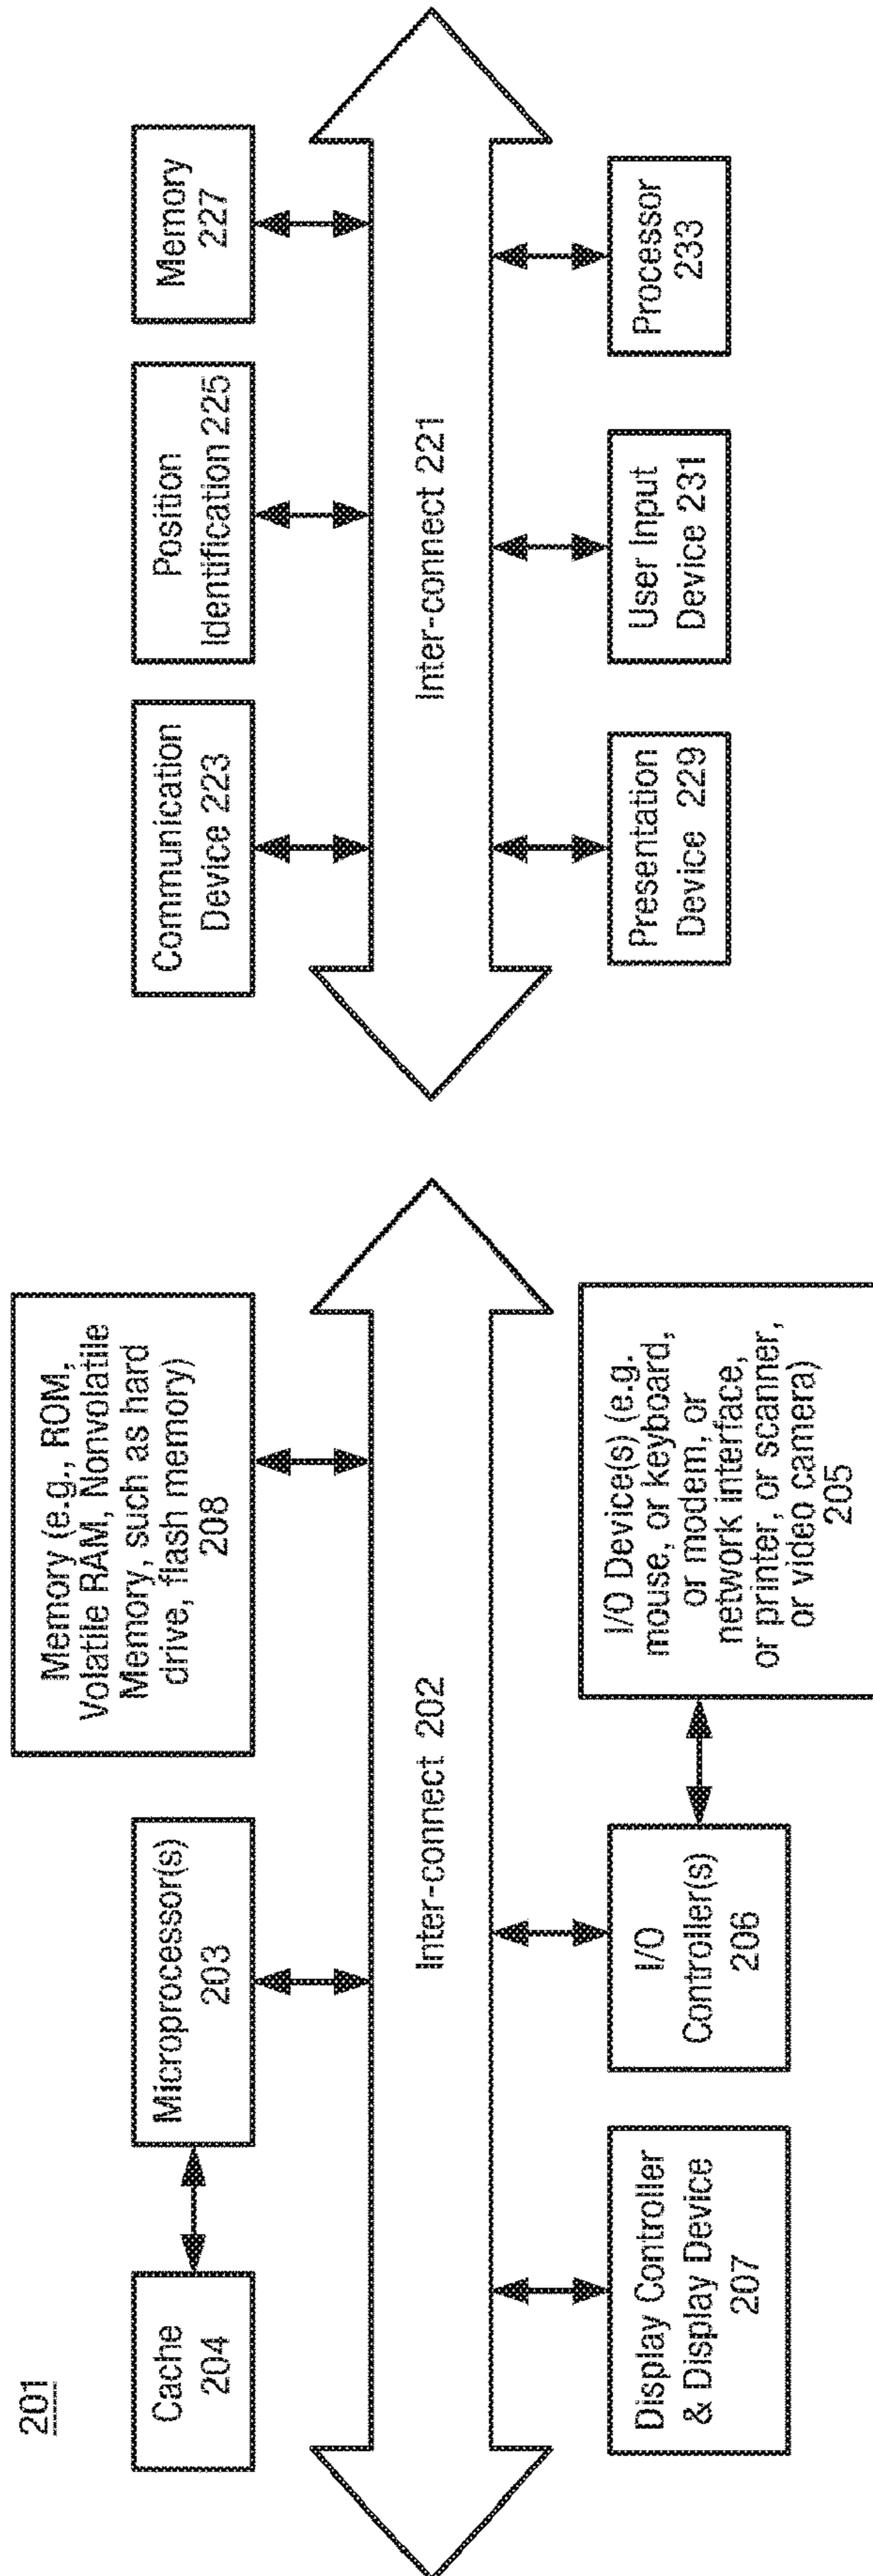 201
Cache
204
Microprocessor(s)
203
Memory (e.g., ROM,
Volatile RAM, Nonvolatile
Memory, such as hard
drive, flash memory)
208
Inter-connect 202
Display Controller
& Display Device
207
I/O
Controller(s)
206
I/O Device(s) (e.g.
mouse, or keyboard,
or modem, or
network interface,
or printer, or scanner,
or video camera)
205
Communication
Device 223
Position
Identification 225
Memory
227
Inter-connect 221
Presentation
Device 229
User Input
Device 231
Processor
233